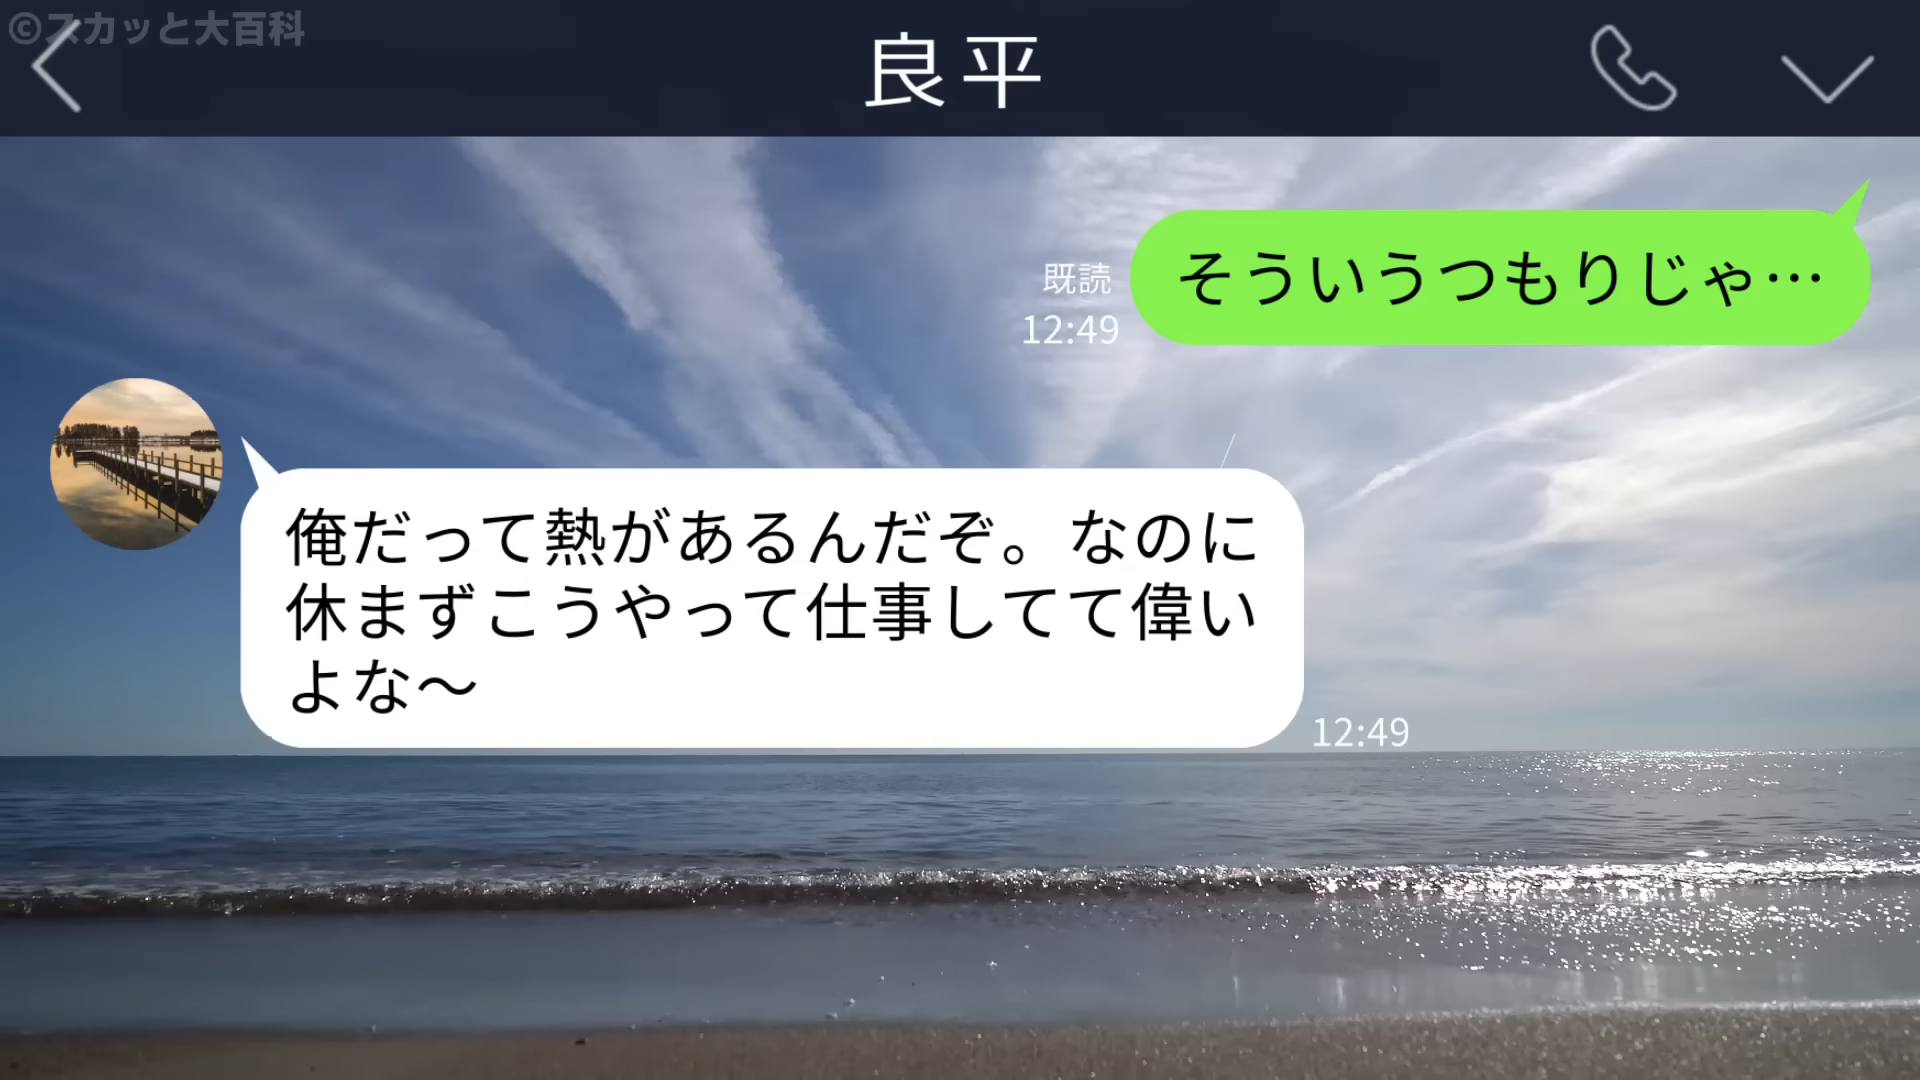 ©スカッと大百科
良平
そういうつもりじゃ…
既読
12:49
俺だって熱があるんだぞ。なのに
休まずこうやって仕事してて偉い
よな〜
12:49